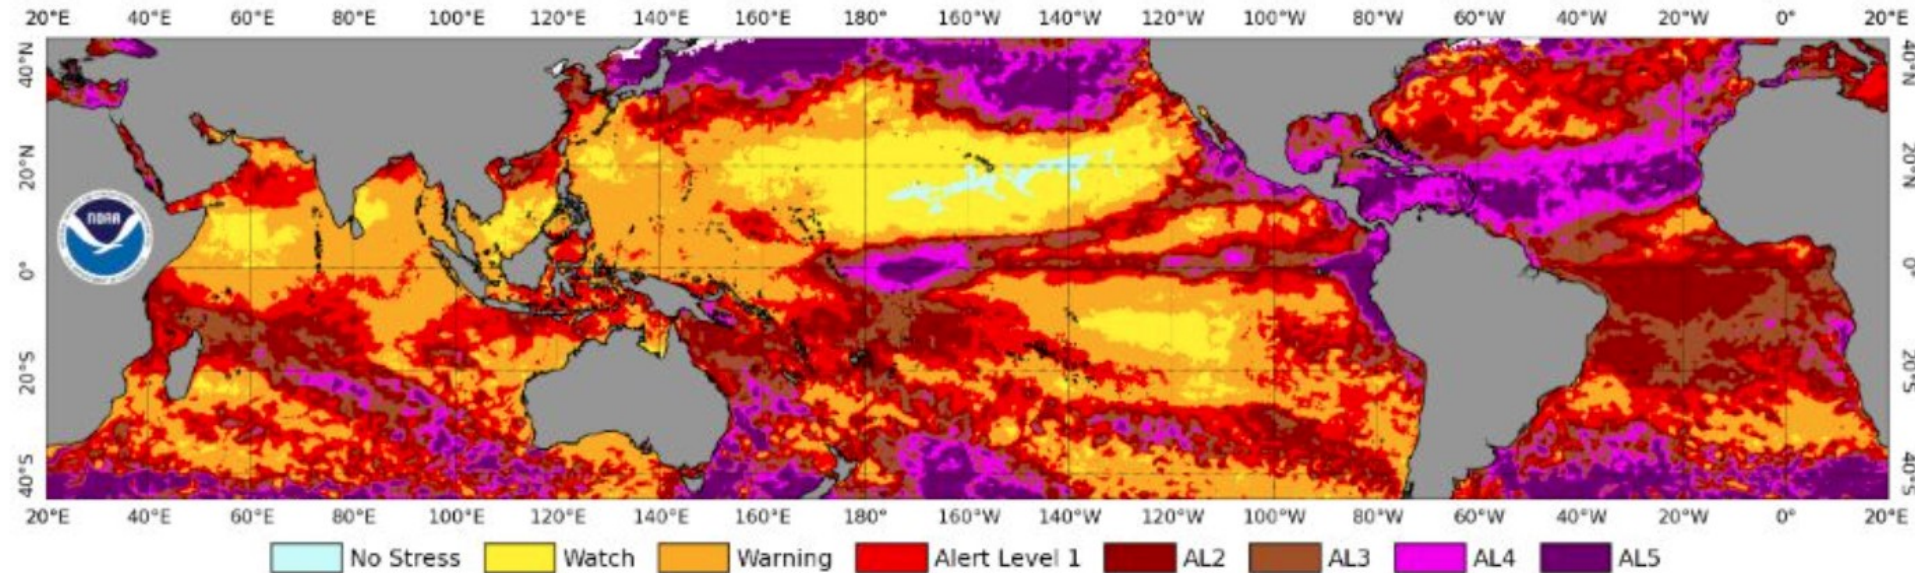 20°E 40°E 60°E 80°E 100°E 120°E 140°E 160°E 180° 160°W 140°W 120°W 100°W 80°W 60°W 40°W 20°W 0° 20°E
40°N 40°N
20°N 20°N
NOAA
0° 0°
20°S 20°S
40°S 40°S
20°E 40°E 60°E 80°E 100°E 120°E 140°E 160°E 180° 160°W 140°W 120°W 100°W 80°W 60°W 40°W 20°W 0° 20°E
No Stress Watch Warning Alert Level 1 AL2 AL3 AL4 AL5